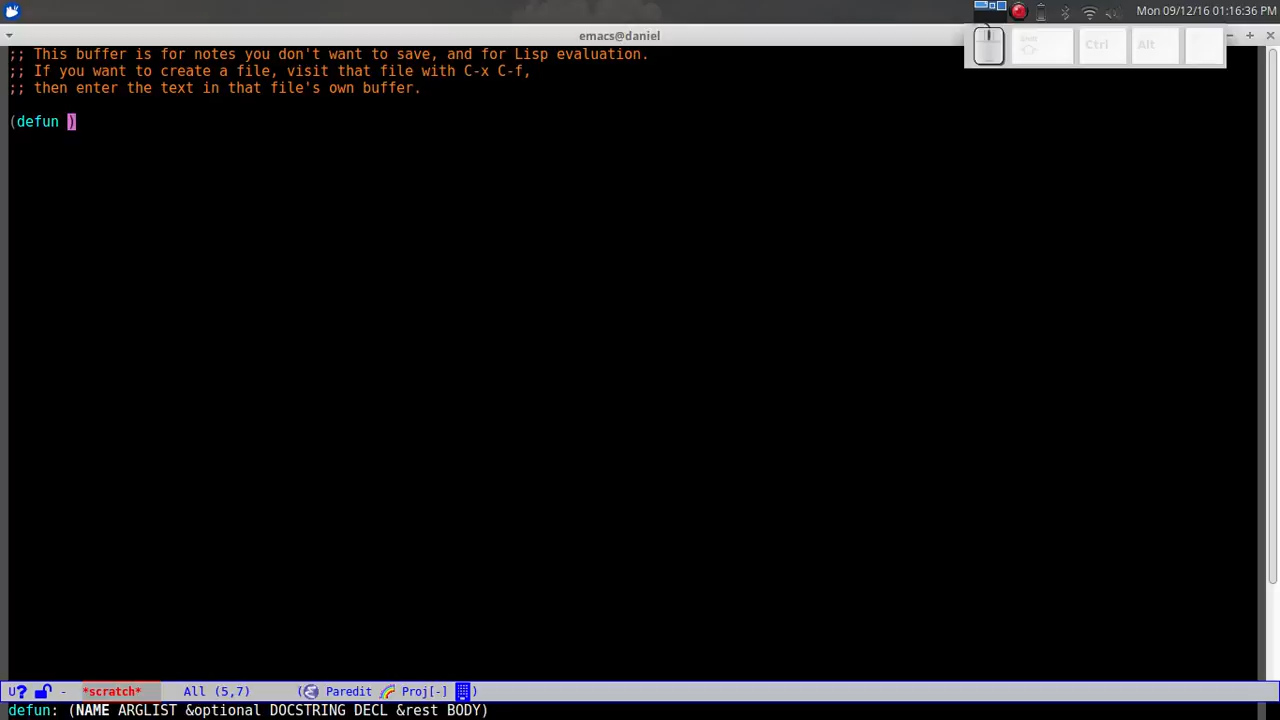 Mon 09/12/16 01:16:36 PM
emacs@daniel
Ctrl Alt
;; This buffer is for notes you don't want to save, and for Lisp evaluation.
;; If you want to create a file, visit that file with C-x C-f,
;; then enter the text in that file's own buffer.
(defun )
U? - *scratch* All (5,7) ( Paredit Proj[-] )
defun: (NAME ARGLIST &optional DOCSTRING DECL &rest BODY)